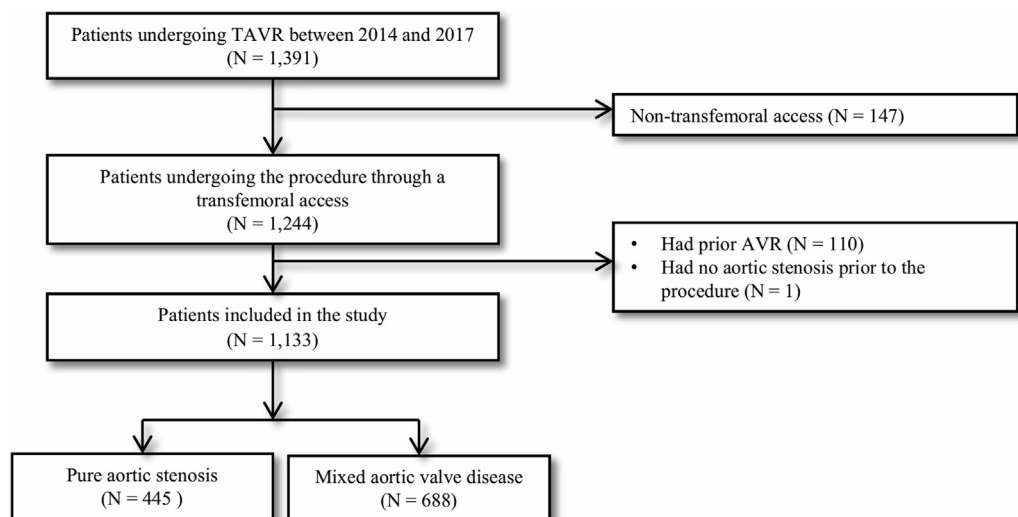 Patients undergoing TAVR between 2014 and 2017
(N = 1,391)
Non-transfemoral access (N = 147)
Patients undergoing the procedure through a
transfemoral access
(N = 1,244)
• Had prior AVR (N = 110)
• Had no aortic stenosis prior to the
procedure (N = 1)
Patients included in the study
(N = 1,133)
Pure aortic stenosis
(N = 445 )
Mixed aortic valve disease
(N = 688)